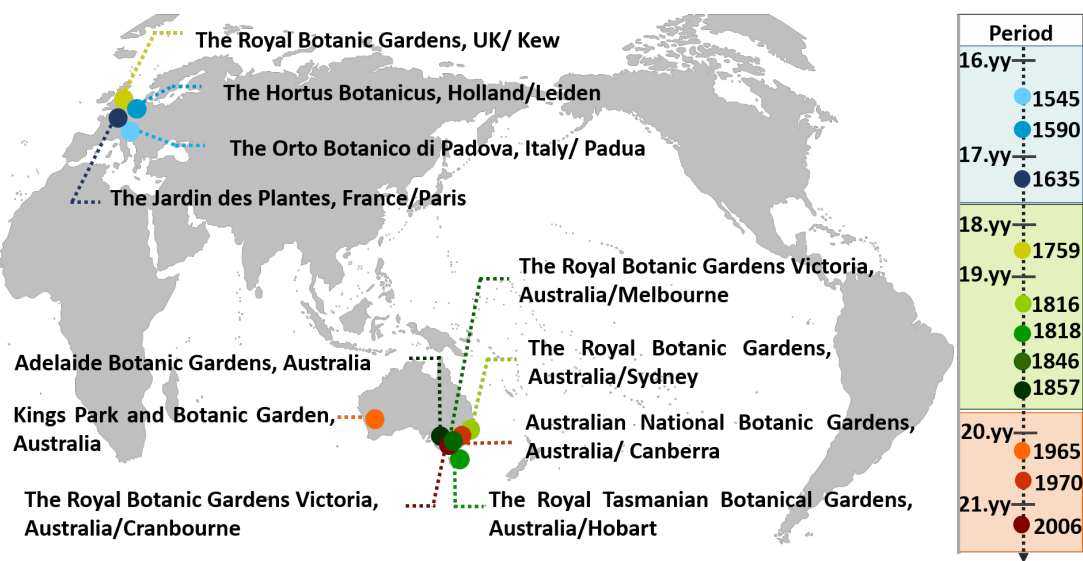 The Royal Botanic Gardens, UK/ Kew
The Hortus Botanicus, Holland/Leiden
The Orto Botanico di Padova, Italy/ Padua
The Jardin des Plantes, France/Paris
The Royal Botanic Gardens Victoria,
Australia/Melbourne
The Royal Botanic Gardens,
Australia/Sydney
Adelaide Botanic Gardens, Australia
Kings Park and Botanic Garden,
Australia
Australian National Botanic Gardens,
Australia/ Canberra
The Royal Botanic Gardens Victoria,
Australia/Cranbourne
The Royal Tasmanian Botanical Gardens,
Australia/Hobart
Period
16.yy
1545
1590
17.yy
1635
18.yy
1759
19.yy
1816
1818
1846
1857
20.yy
1965
1970
21.yy
2006